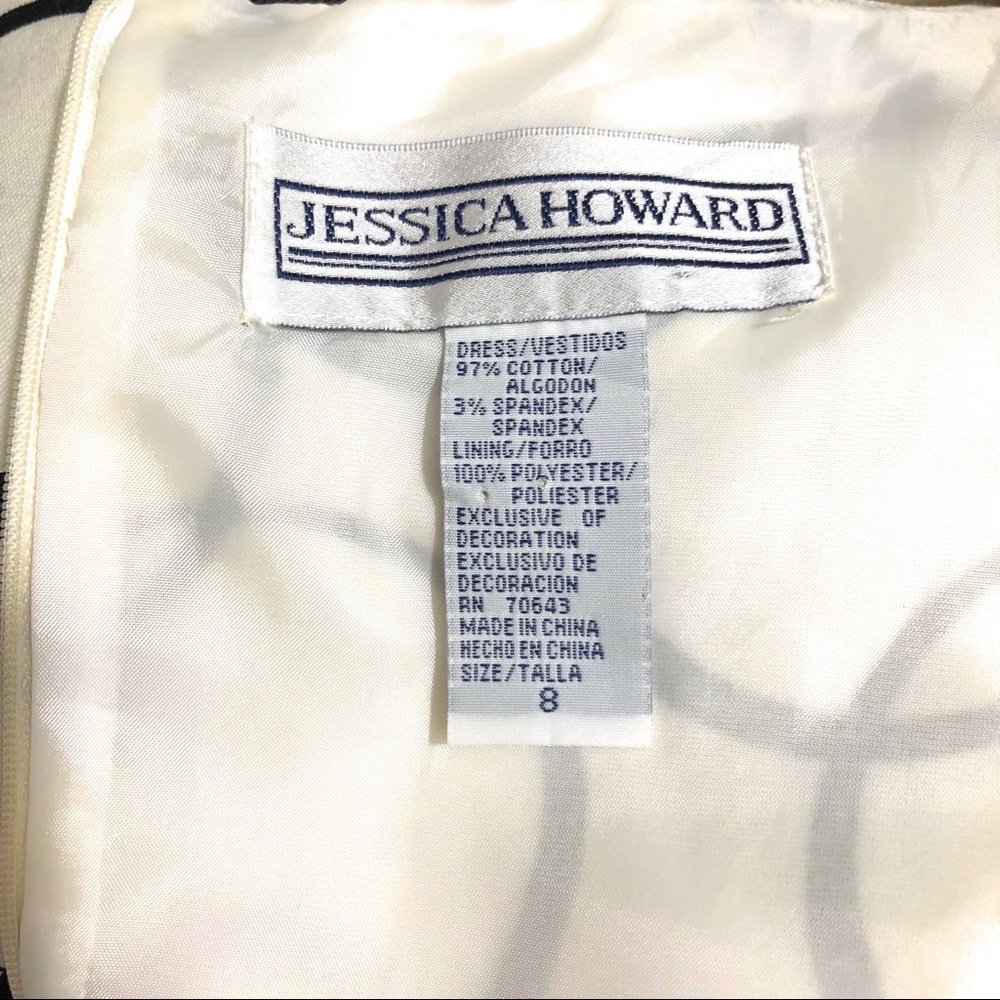 JESSICA HOWARD
DRESS/VESTIDOS
97% COTTON/
ALGODON
3% SPANDEX/
SPANDEX
LINING/FORRO
100% POLYESTER/
POLIESTER
EXCLUSIVE OF
DECORATION
EXCLUSIVO DE
DECORACION
RN 70643
MADE IN CHINA
HECHO EN CHINA
SIZE/TALLA
8